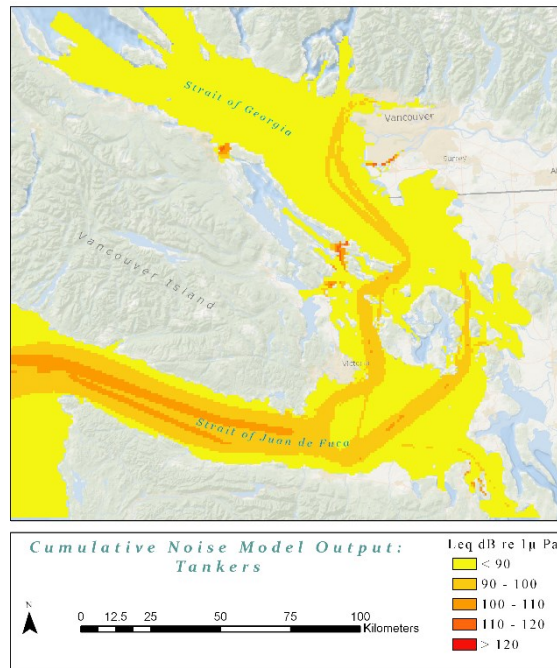 Strait of Georgia
Vancouver
Surrey
Vancouver Island
Victoria
Strait of Juan de Fuca
Cumulative Noise Model Output:
Tankers
N
0 12.5 25 50 75 100
Kilometers
Leq dB re 1µ Pa
< 90
90 - 100
100 - 110
110 - 120
> 120